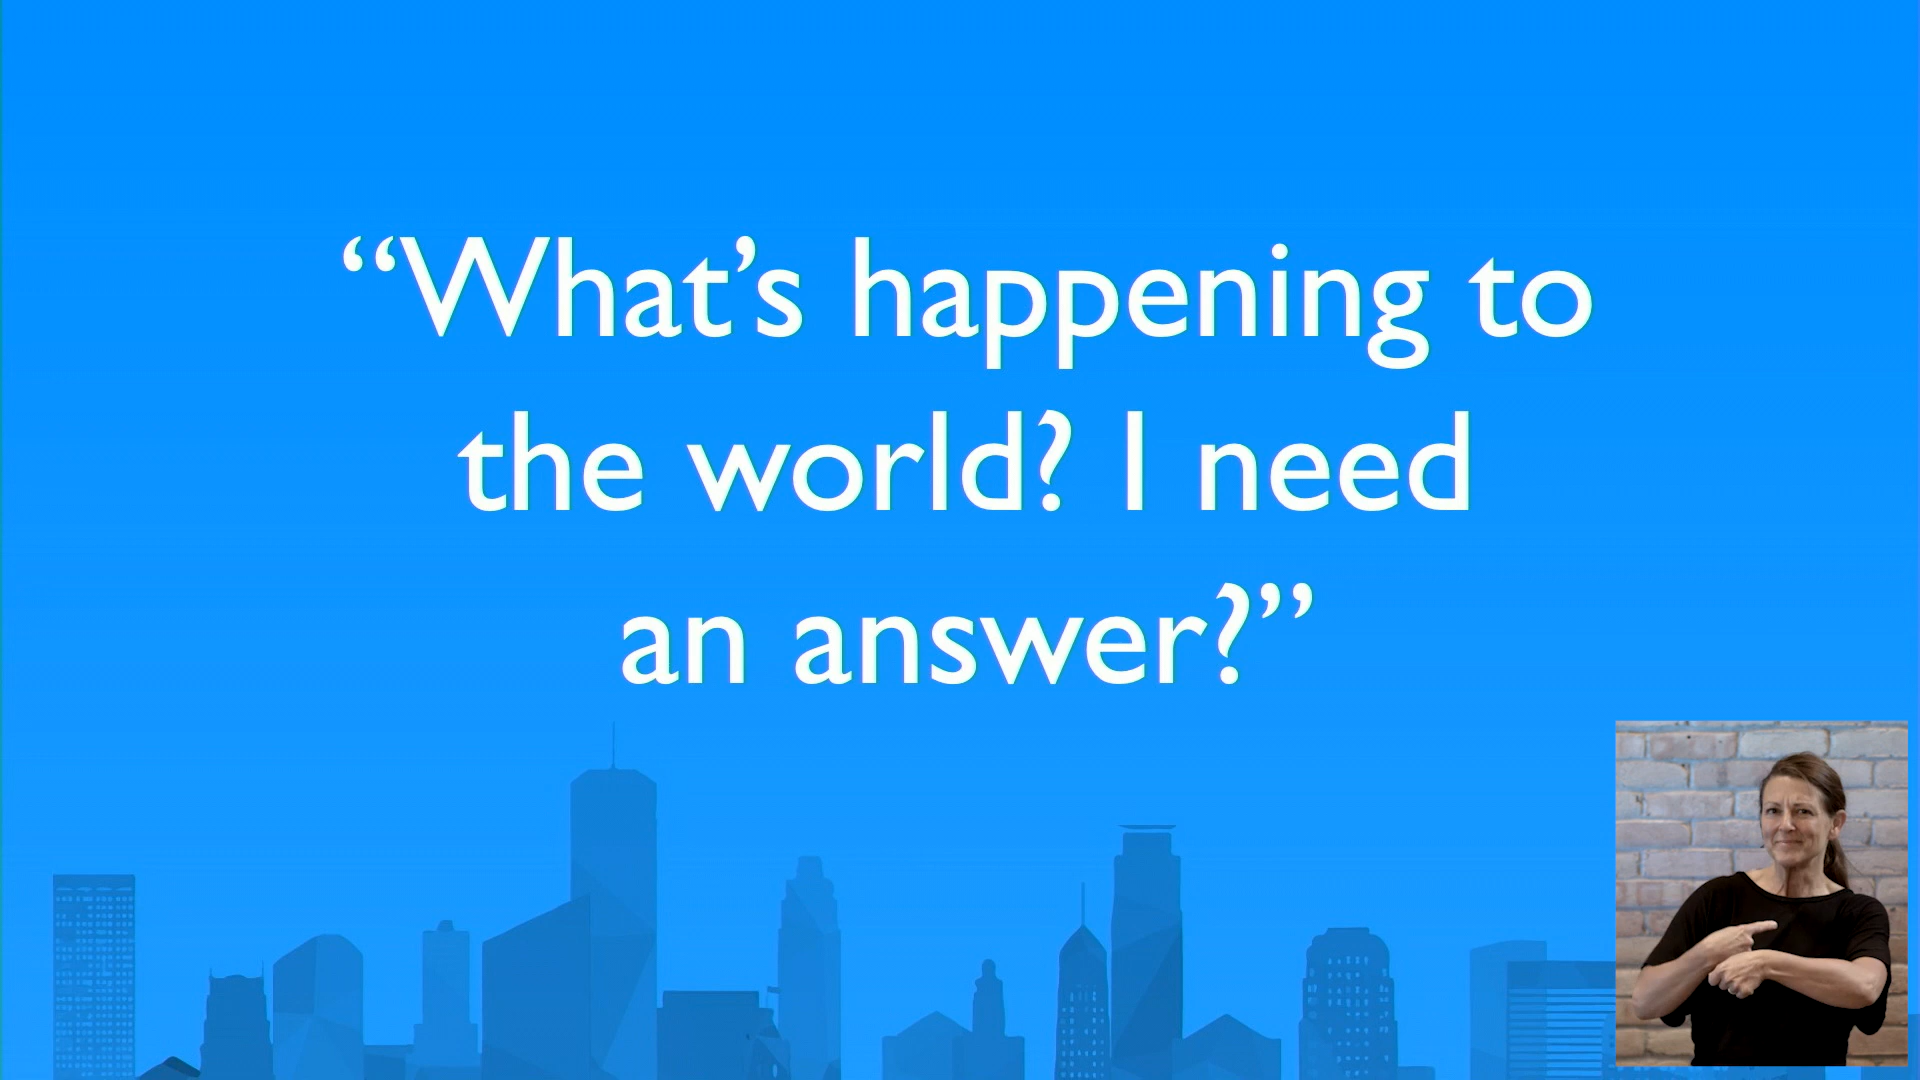 “What’s happening to
the world? I need
an answer?”